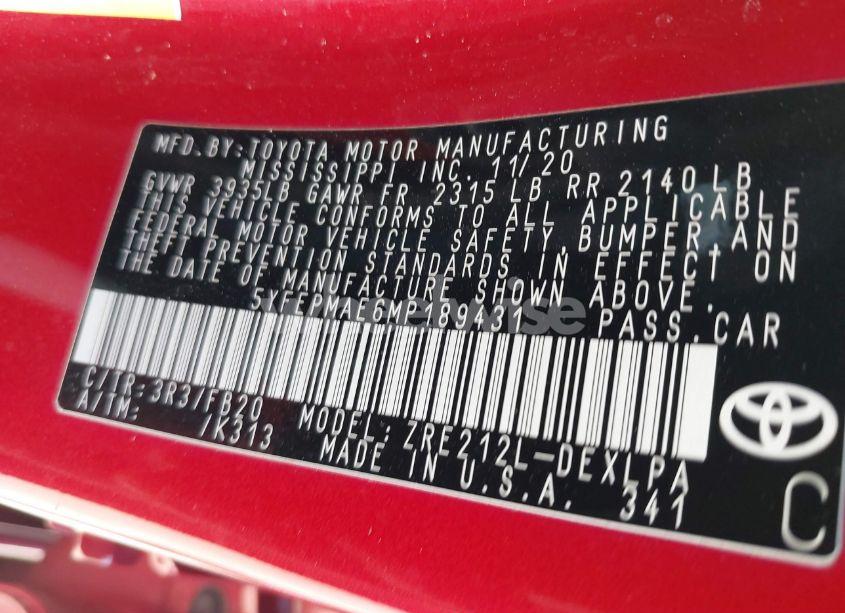 MFD.BY:TOYOTA MOTOR MANUFACTURING
MISSISSIPPI INC. 11/20
GVWR 3935LB GAWR FR 2315 LB RR 2140LB
THIS VEHICLE CONFORMS TO ALL APPLICABLE
FEDERAL MOTOR VEHICLE SAFETY,BUMPER,AND
THEFT PREVENTION STANDARDS IN EFFECT ON
THE DATE OF MANUFACTURE SHOWN ABOVE.
5YFEPMAE6MP189431 PASS.CAR
C/TR:3R3/FB20
A/TM: /K313
MODEL:ZRE212L-DEXLPA
MADE IN U.S.A. 341
C